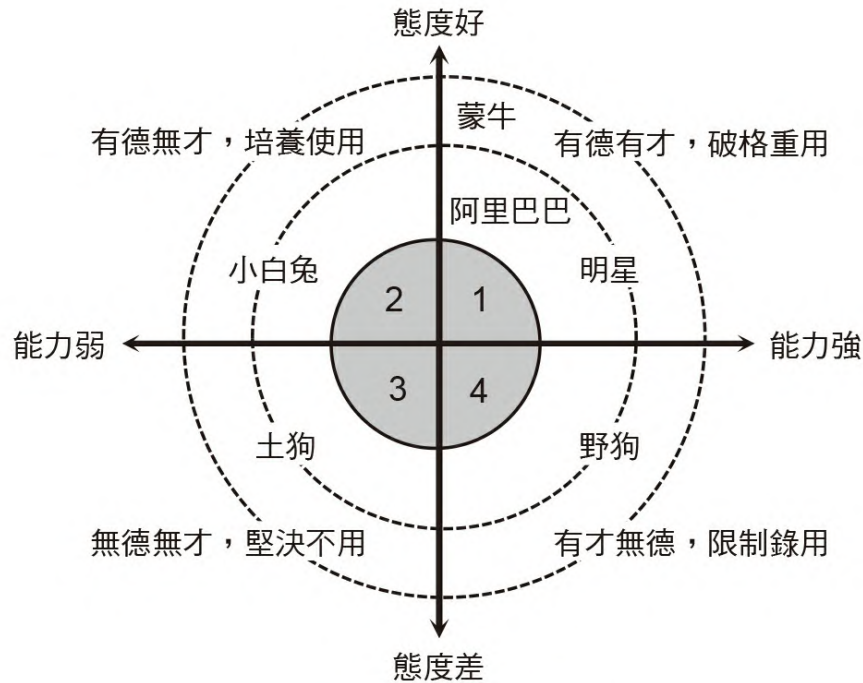 態度好
蒙牛
有德無才，培養使用
有德有才，破格重用
阿里巴巴
小白兔
明星
2
1
能力弱
能力強
3
4
土狗
野狗
無德無才，堅決不用
有才無德，限制錄用
態度差